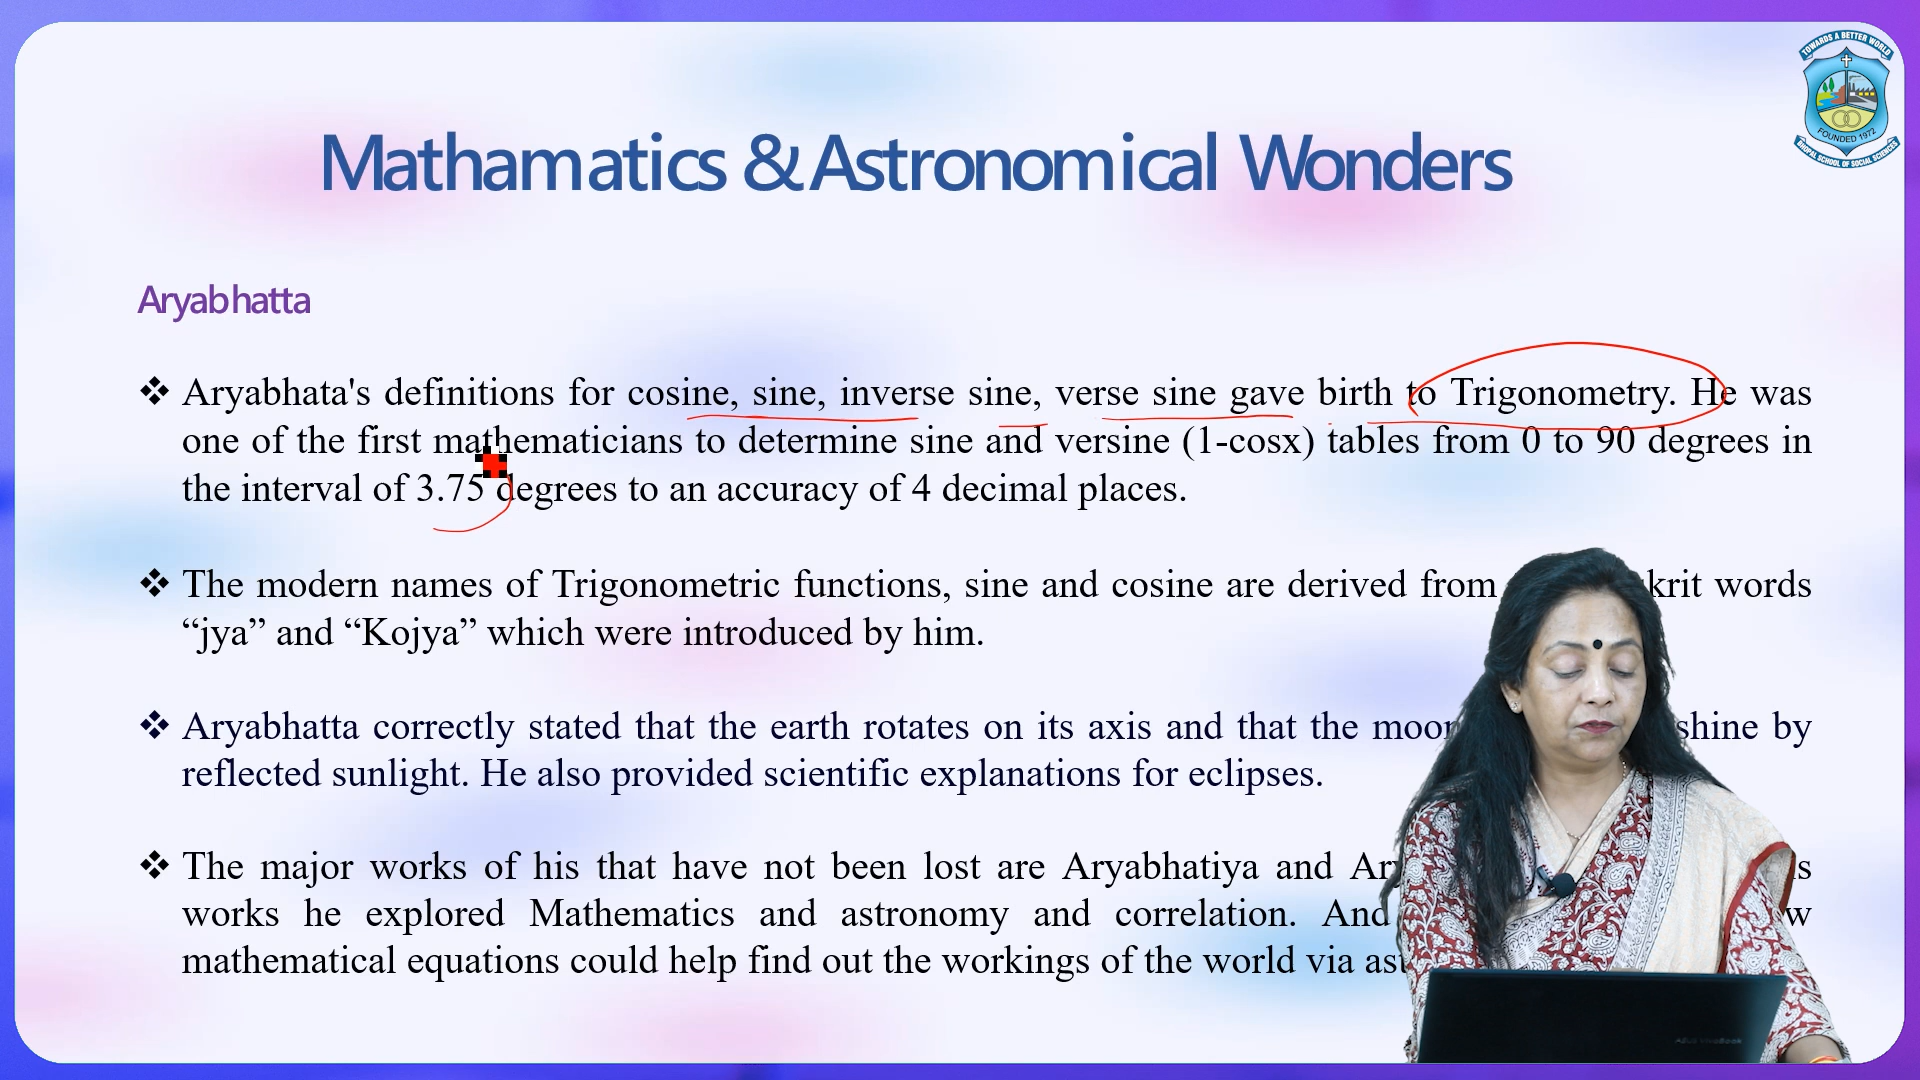 TOWARDS A BETTER WORLD
FOUNDED 1972
BHOPAL SCHOOL OF SOCIAL SCIENCES
Mathamatics & Astronomical Wonders
Aryabhatta
❖ Aryabhata's definitions for cosine, sine, inverse sine, verse sine gave birth to Trigonometry. He was
one of the first mathematicians to determine sine and versine (1-cosx) tables from 0 to 90 degrees in
the interval of 3.75 degrees to an accuracy of 4 decimal places.
❖ The modern names of Trigonometric functions, sine and cosine are derived from words
“jya” and “Kojya” which were introduced by him.
❖ Aryabhatta correctly stated that the earth rotates on its axis and that the moon shine by
reflected sunlight. He also provided scientific explanations for eclipses.
❖ The major works of his that have not been lost are Aryabhatiya and
works he explored Mathematics and astronomy and correlation. And
mathematical equations could help find out the workings of the world via